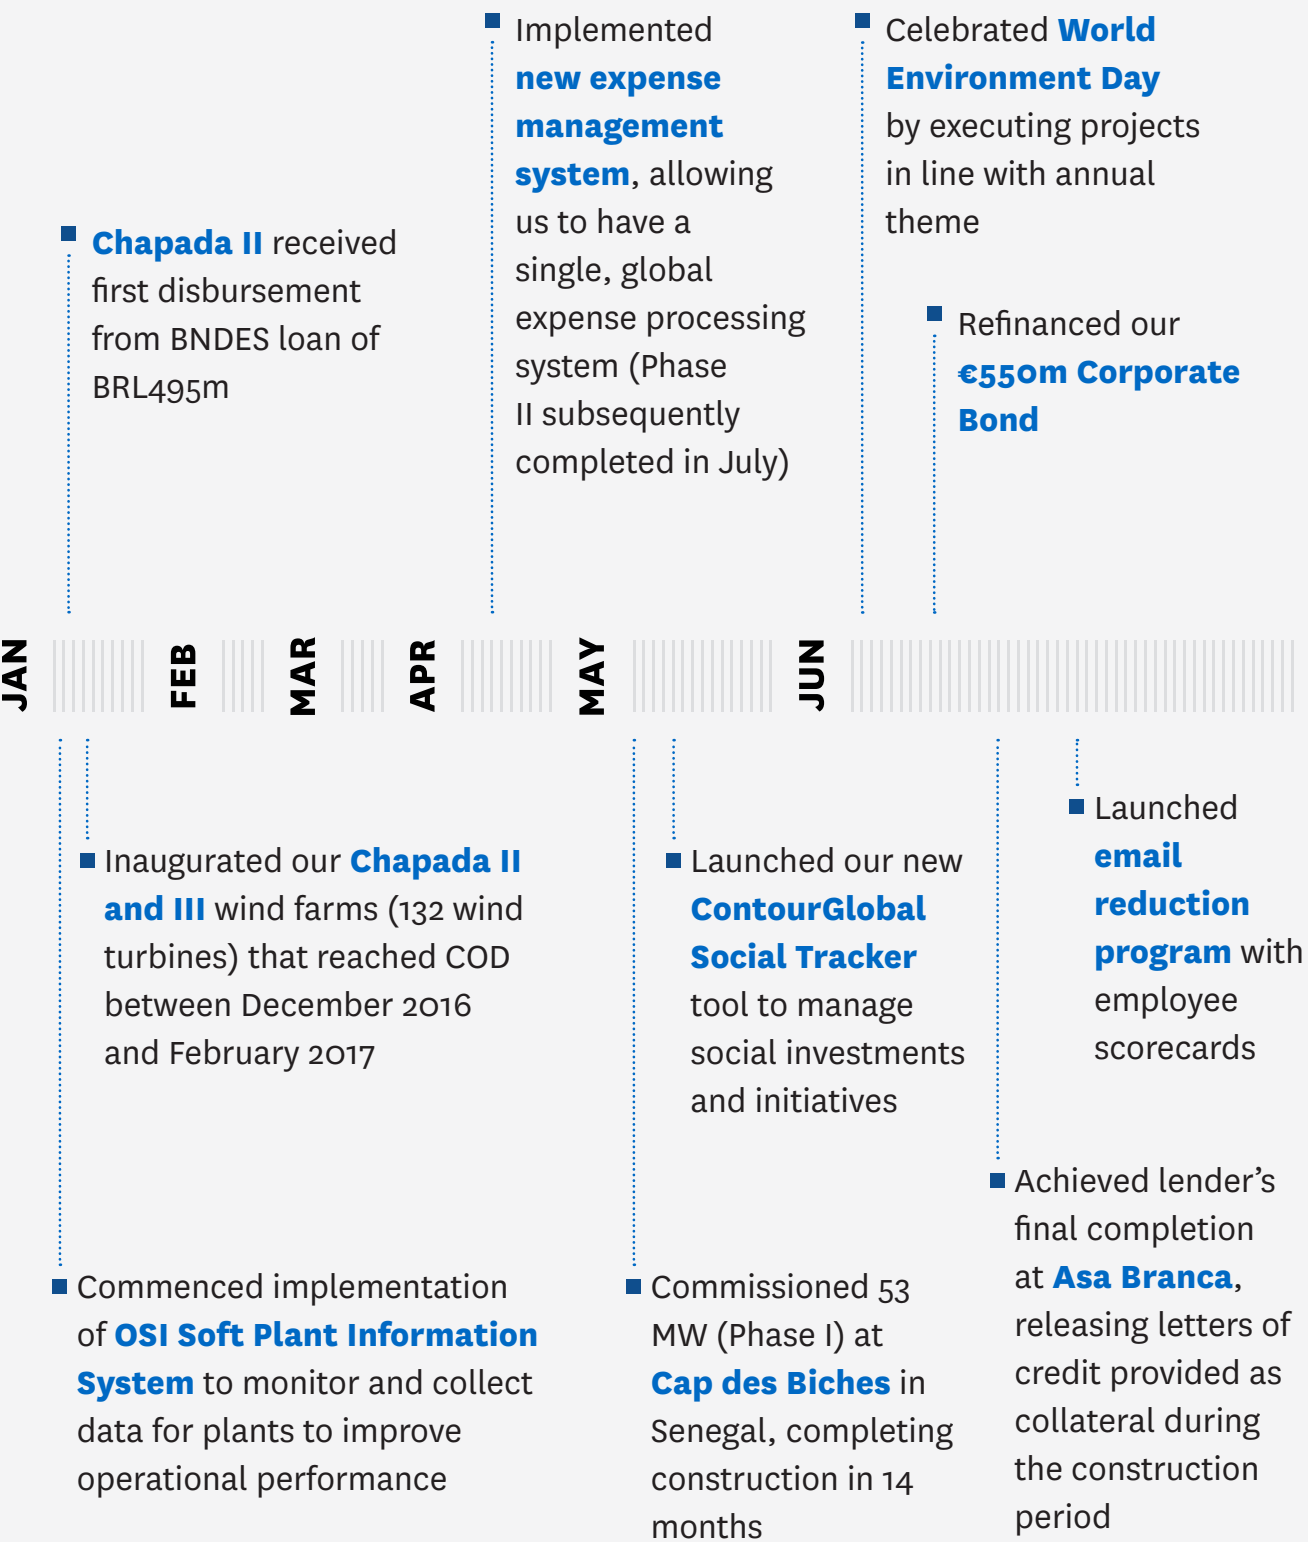 Implemented
new expense
management
system, allowing
us to have a
single, global
expense processing
system (Phase
II subsequently
completed in July)
Celebrated World
Environment Day
by executing projects
in line with annual
theme
Chapada II received
first disbursement
from BNDES loan of
BRL495m
Refinanced our
€550m Corporate
Bond
JAN
FEB
MAR
APR
MAY
JUN
Inaugurated our Chapada II
and III wind farms (132 wind
turbines) that reached COD
between December 2016
and February 2017
Launched our new
ContourGlobal
Social Tracker
tool to manage
social investments
and initiatives
Launched
email
reduction
program with
employee
scorecards
Commenced implementation
of OSI Soft Plant Information
System to monitor and collect
data for plants to improve
operational performance
Commissioned 53
MW (Phase I) at
Cap des Biches in
Senegal, completing
construction in 14
months
Achieved lender’s
final completion
at Asa Branca,
releasing letters of
credit provided as
collateral during
the construction
period